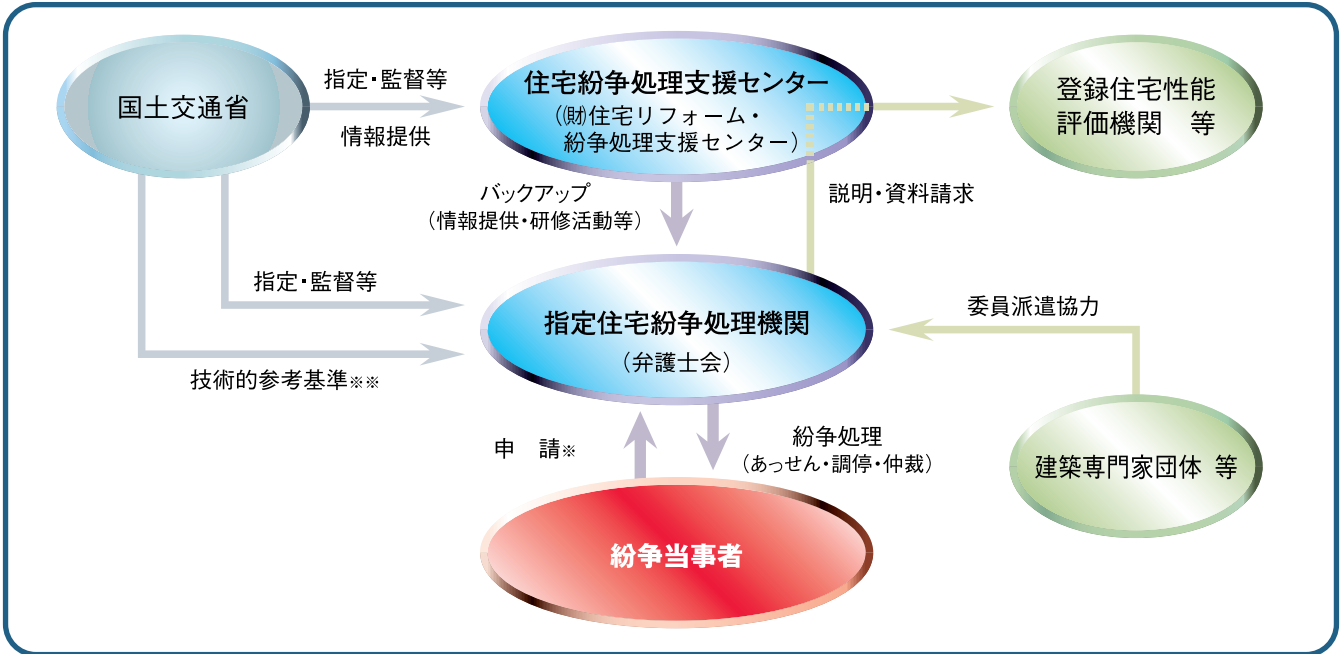 国土交通省
指定・監督等
情報提供
住宅紛争処理支援センター
(㈶住宅リフォーム・
紛争処理支援センター)
登録住宅性能
評価機関 等
バックアップ
(情報提供・研修活動等)
説明・資料請求
指定・監督等
技術的参考基準※※
指定住宅紛争処理機関
(弁護士会)
委員派遣協力
建築専門家団体 等
申 請※
紛争処理
(あっせん・調停・仲裁)
紛争当事者